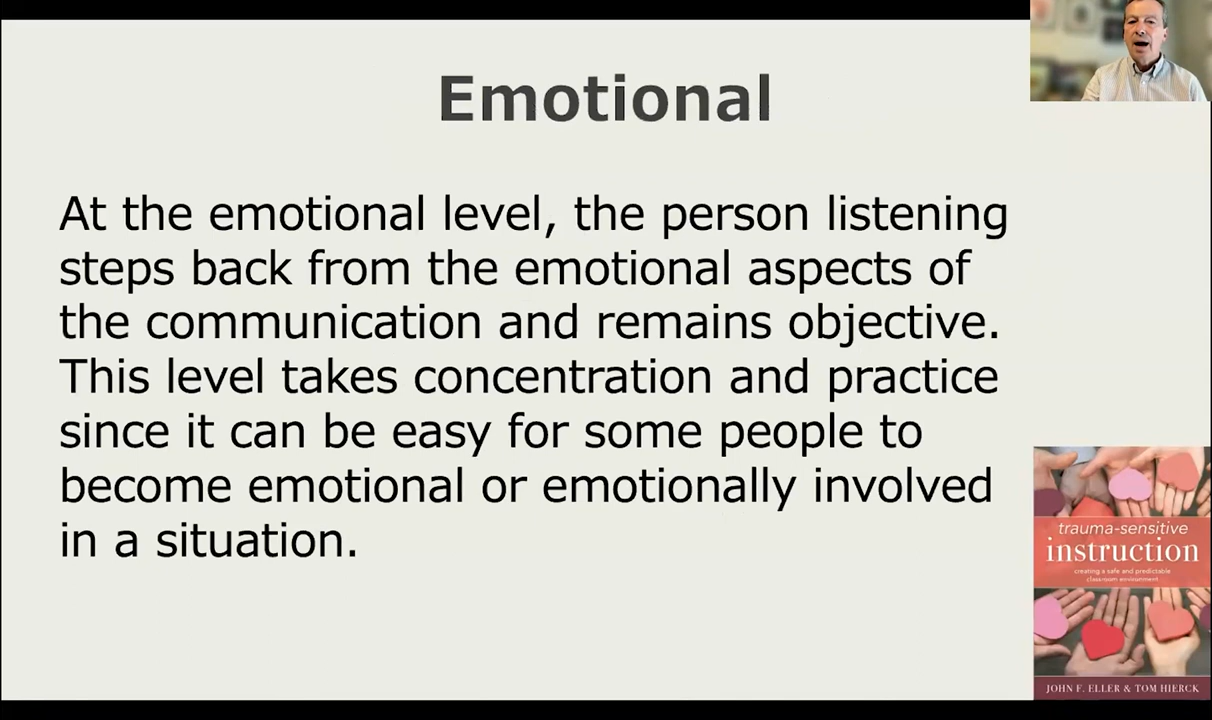 Emotional
At the emotional level, the person listening
steps back from the emotional aspects of
the communication and remains objective.
This level takes concentration and practice
since it can be easy for some people to
become emotional or emotionally involved
in a situation.
trauma-sensitive
instruction
creating a safe and predictable
classroom environment
JOHN F. ELLER & TOM HIERCK